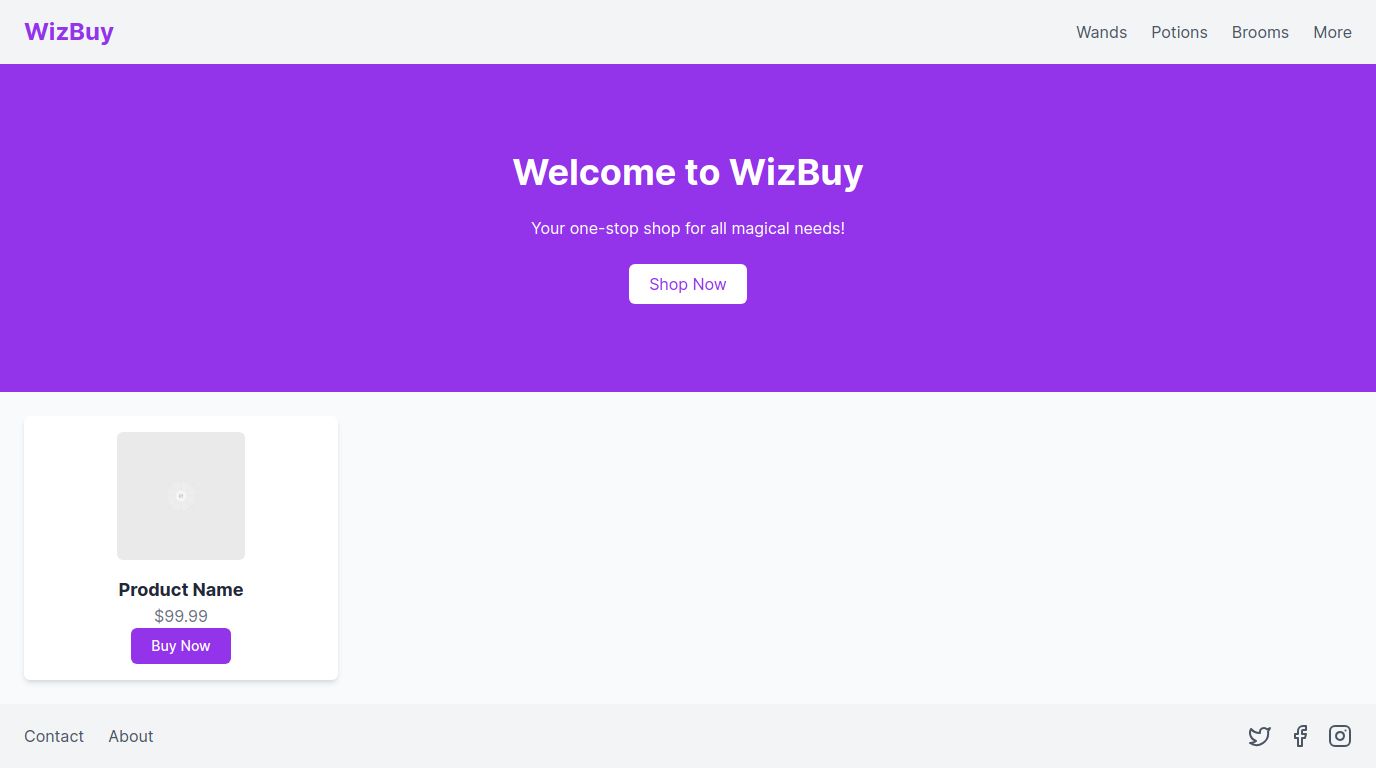 WizBuy
Wands Potions Brooms More
Welcome to WizBuy
Your one-stop shop for all magical needs!
Shop Now
Product Name
$99.99
Buy Now
Contact About